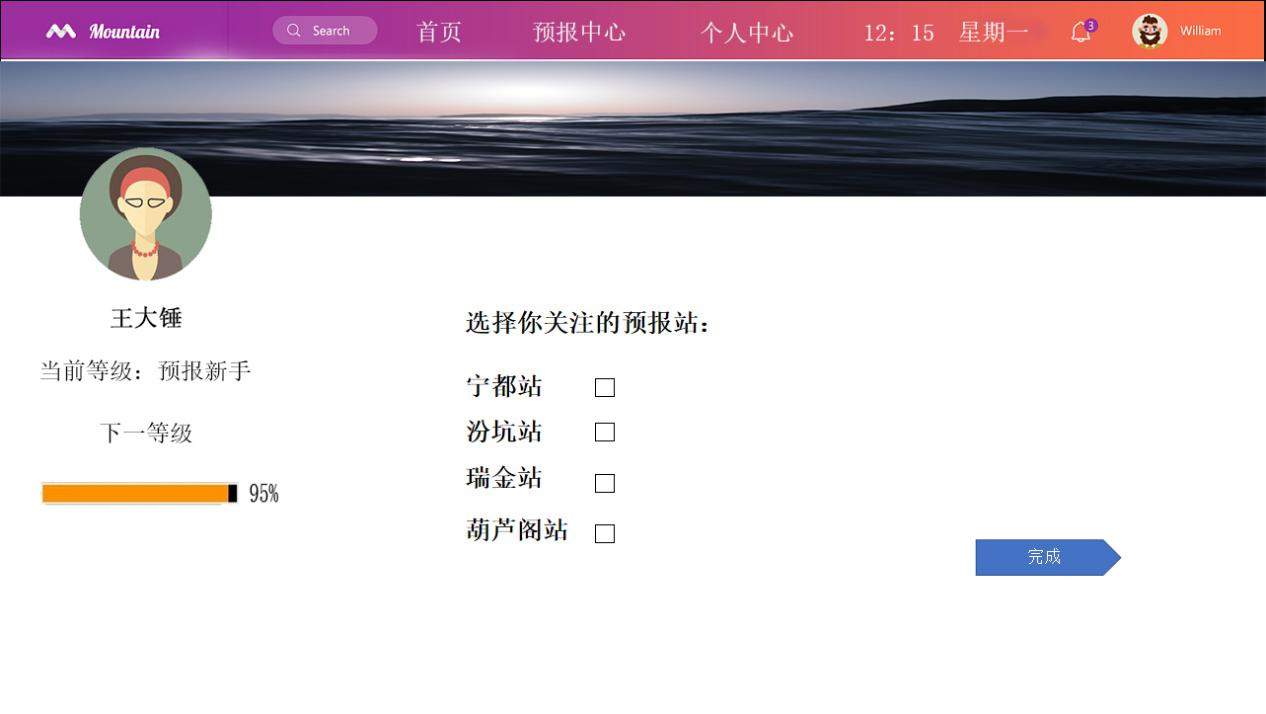 Mountain Search 首页 预报中心 个人中心 12：15 星期一 3 William
王大锤
当前等级：预报新手
下一等级
95%
选择你关注的预报站：
宁都站
汾坑站
瑞金站
葫芦阁站
完成